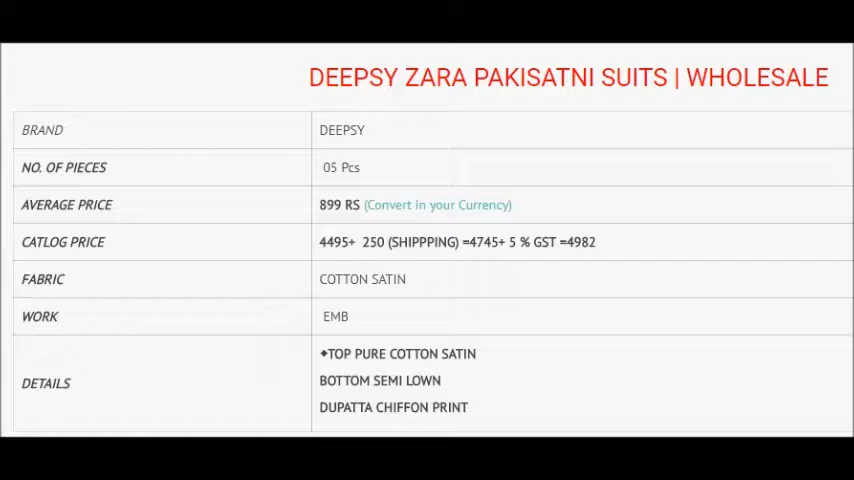 DEEPSY ZARA PAKISATNI SUITS | WHOLESALE
BRAND DEEPSY
NO. OF PIECES 05 Pcs
AVERAGE PRICE 899 RS (Convert in your Currency)
CATLOG PRICE 4495+ 250 (SHIPPPING) =4745+ 5 % GST =4982
FABRIC COTTON SATIN
WORK EMB
DETAILS
◆TOP PURE COTTON SATIN
BOTTOM SEMI LOWN
DUPATTA CHIFFON PRINT